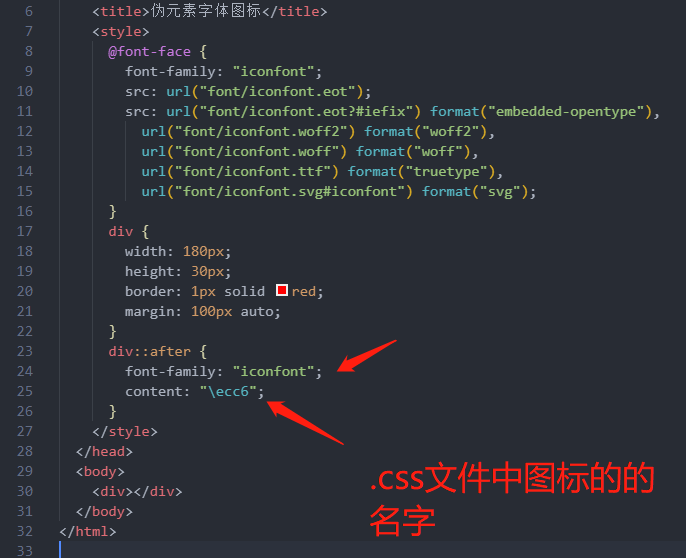 6 <title>伪元素字体图标</title>
7 <style>
8 @font-face {
9 font-family: "iconfont";
10 src: url("font/iconfont.eot");
11 src: url("font/iconfont.eot?#iefix") format("embedded-opentype"),
12 url("font/iconfont.woff2") format("woff2"),
13 url("font/iconfont.woff") format("woff"),
14 url("font/iconfont.ttf") format("truetype"),
15 url("font/iconfont.svg#iconfont") format("svg");
16 }
17 div {
18 width: 180px;
19 height: 30px;
20 border: 1px solid red;
21 margin: 100px auto;
22 }
23 div::after {
24 font-family: "iconfont";
25 content: "\ecc6";
26 }
27 </style>
28 </head>
29 <body>
30 <div></div>
31 </body>
32 </html>
33
.css文件中图标的的
名字